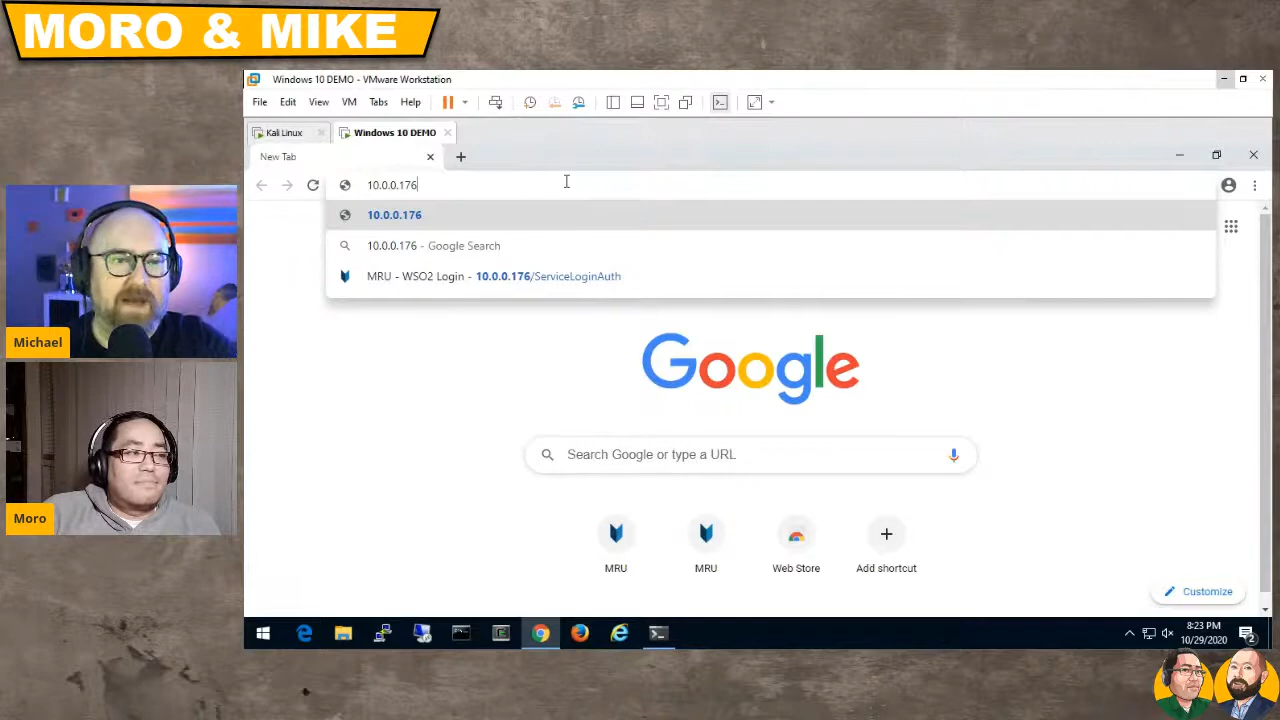 MORO & MIKE
Windows 10 DEMO - VMware Workstation
File Edit View VM Tabs Help
Kali Linux
Windows 10 DEMO
New Tab
10.0.0.176
10.0.0.176
10.0.0.176 - Google Search
MRU - WSO2 Login - 10.0.0.176/ServiceLoginAuth
Google
Search Google or type a URL
MRU
MRU
Web Store
Add shortcut
Customize
8:23 PM
10/29/2020
2
Michael
Moro